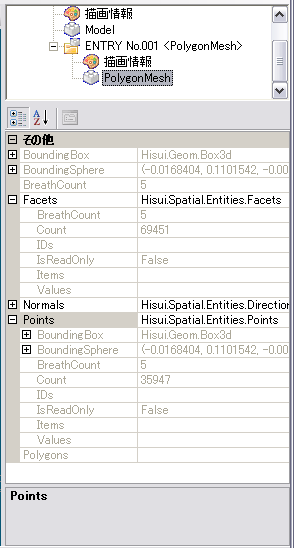 描画情報
Model
ENTRY No.001 <PolygonMesh>
描画情報
PolygonMesh
その他
BoundingBox Hisui.Geom.Box3d
BoundingSphere (-0.0168404, 0.1101542, -0.00
BreathCount 5
Facets Hisui.Spatial.Entities.Facets
BreathCount 5
Count 69451
IDs
IsReadOnly False
Items
Values
Normals Hisui.Spatial.Entities.Direction
Points Hisui.Spatial.Entities.Points
BoundingBox Hisui.Geom.Box3d
BoundingSphere (-0.0168404, 0.1101542, -0.00
BreathCount 5
Count 35947
IDs
IsReadOnly False
Items
Values
Polygons
Points